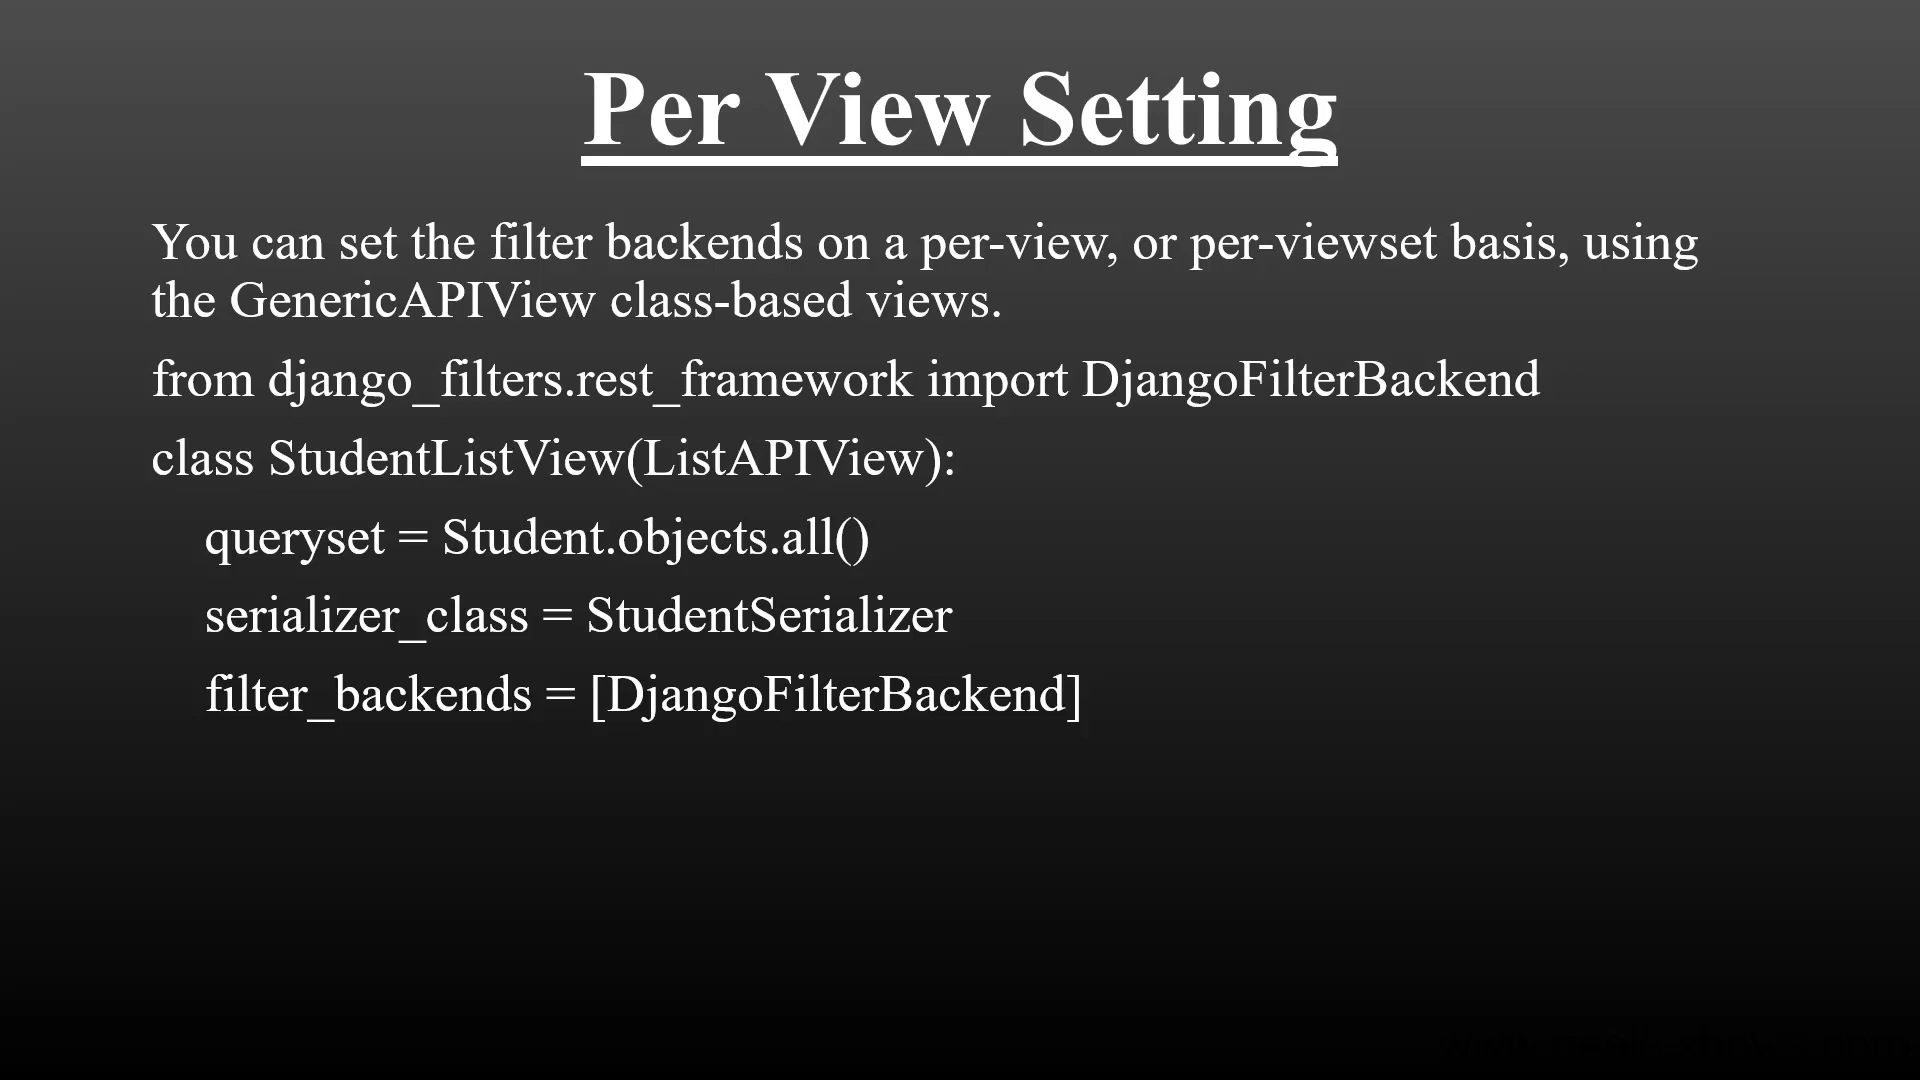 Per View Setting
You can set the filter backends on a per-view, or per-viewset basis, using
the GenericAPIView class-based views.
from django_filters.rest_framework import DjangoFilterBackend
class StudentListView(ListAPIView):
queryset = Student.objects.all()
serializer_class = StudentSerializer
filter_backends = [DjangoFilterBackend]